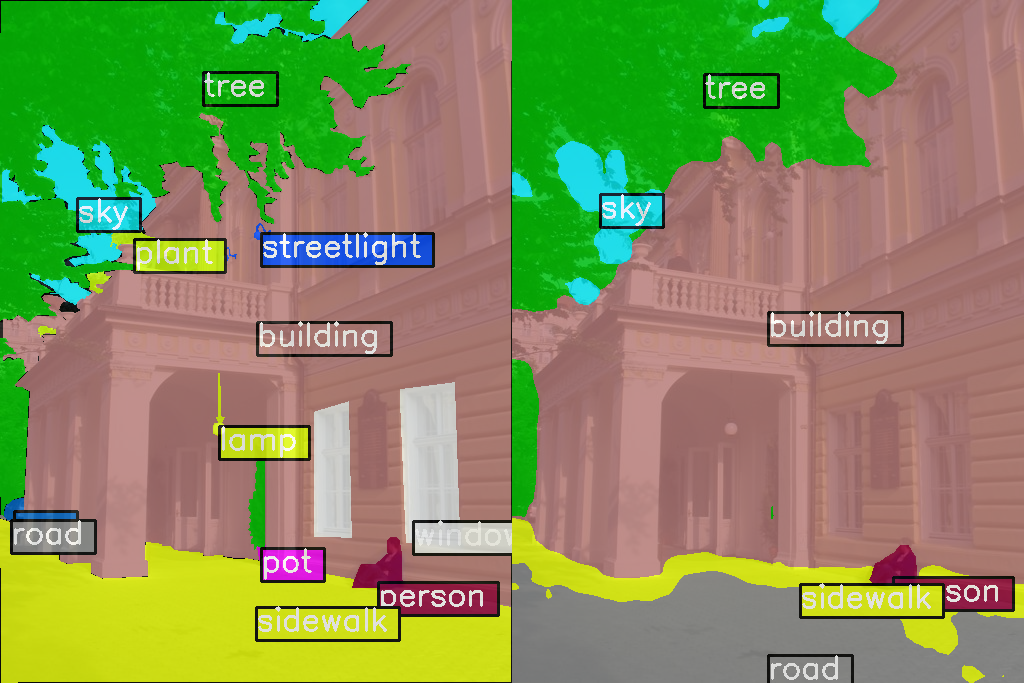 tree
tree
sky
sky
plant
streetlight
building
building
lamp
road
window
pot
person
son
sidewalk
sidewalk
road